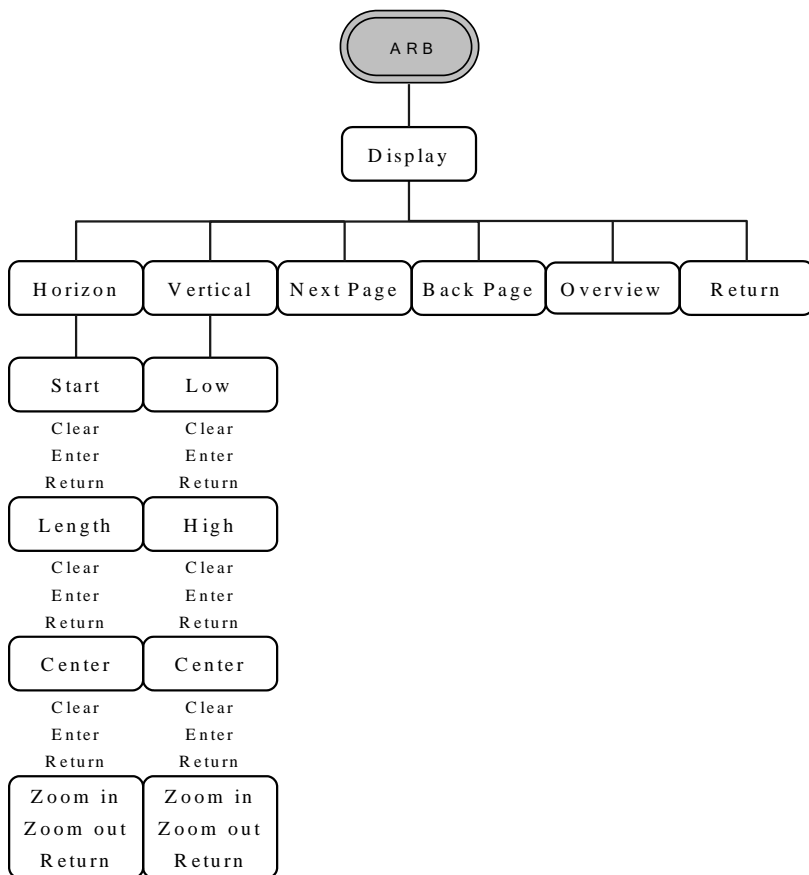 ARB
Display
Horizon
Vertical
Next Page
Back Page
Overview
Return
Start
Low
Clear
Enter
Return
Clear
Enter
Return
Length
High
Clear
Enter
Return
Clear
Enter
Return
Center
Center
Clear
Enter
Return
Clear
Enter
Return
Zoom in
Zoom out
Return
Zoom in
Zoom out
Return